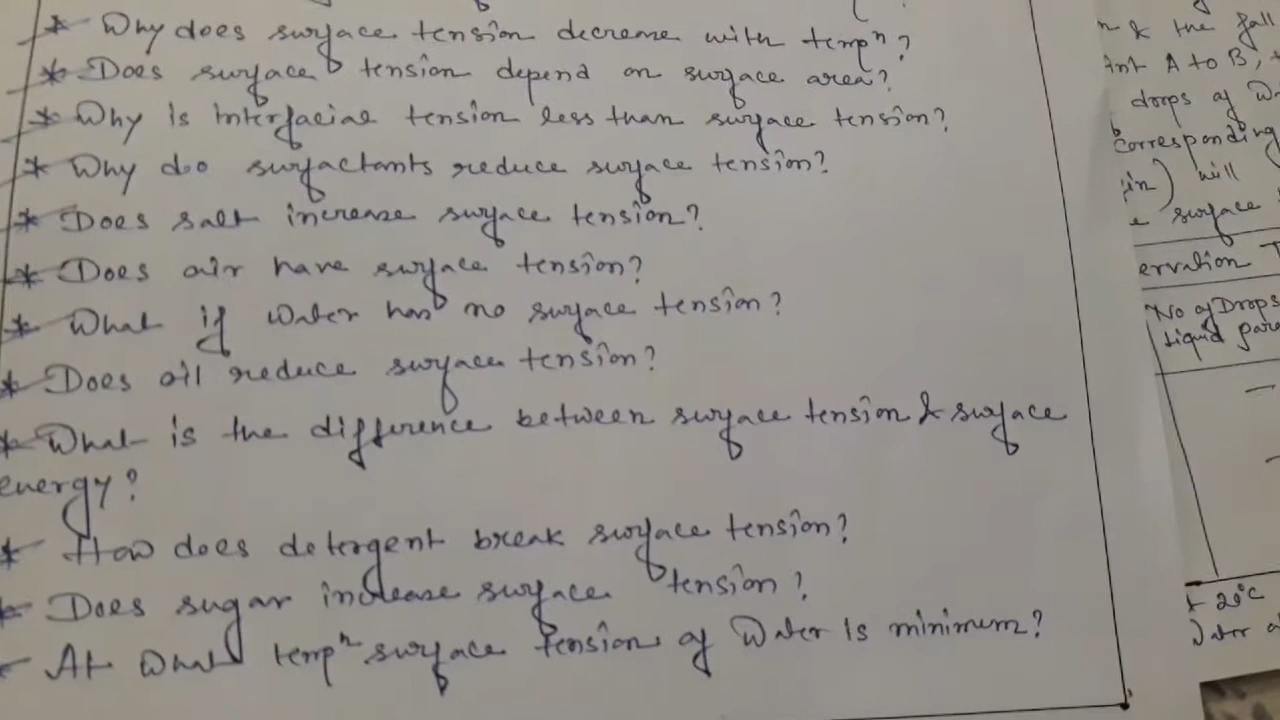 * Why does surface tension decrease with tempn?
* Does surface tension depend on surface area?
* Why is interfacial tension less than surface tension?
* Why do surfactants reduce surface tension?
* Does salt increase surface tension?
* Does air have surface tension?
* What if water has no surface tension?
* Does oil reduce surface tension?
* What is the difference between surface tension & surface
energy?
* How does detergent break surface tension?
* Does sugar increase surface tension?
* At what tempn surface tension of Water is minimum?
& the fall
A to B,
drops of
corresponding
will
surface
ervation
No of Drops
liquid
20°C
Water